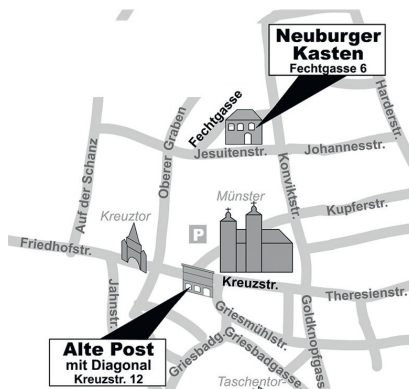 Neuburger
Kasten
Fechtgasse 6
Harderstr.
Fechtgasse
Oberer Graben
Auf der Schanz
Jesuitenstr.
Johannesstr.
Konviktstr.
Münster
Kreuztor
Kupferstr.
P
Friedhofstr.
Kreuzstr.
Theresienstr.
Jahnstr.
Goldknopfgasse
Griesmühlstr.
Alte Post
mit Diagonal
Kreuzstr. 12
Griesbadg
Griesbadgasse
Taschentor-